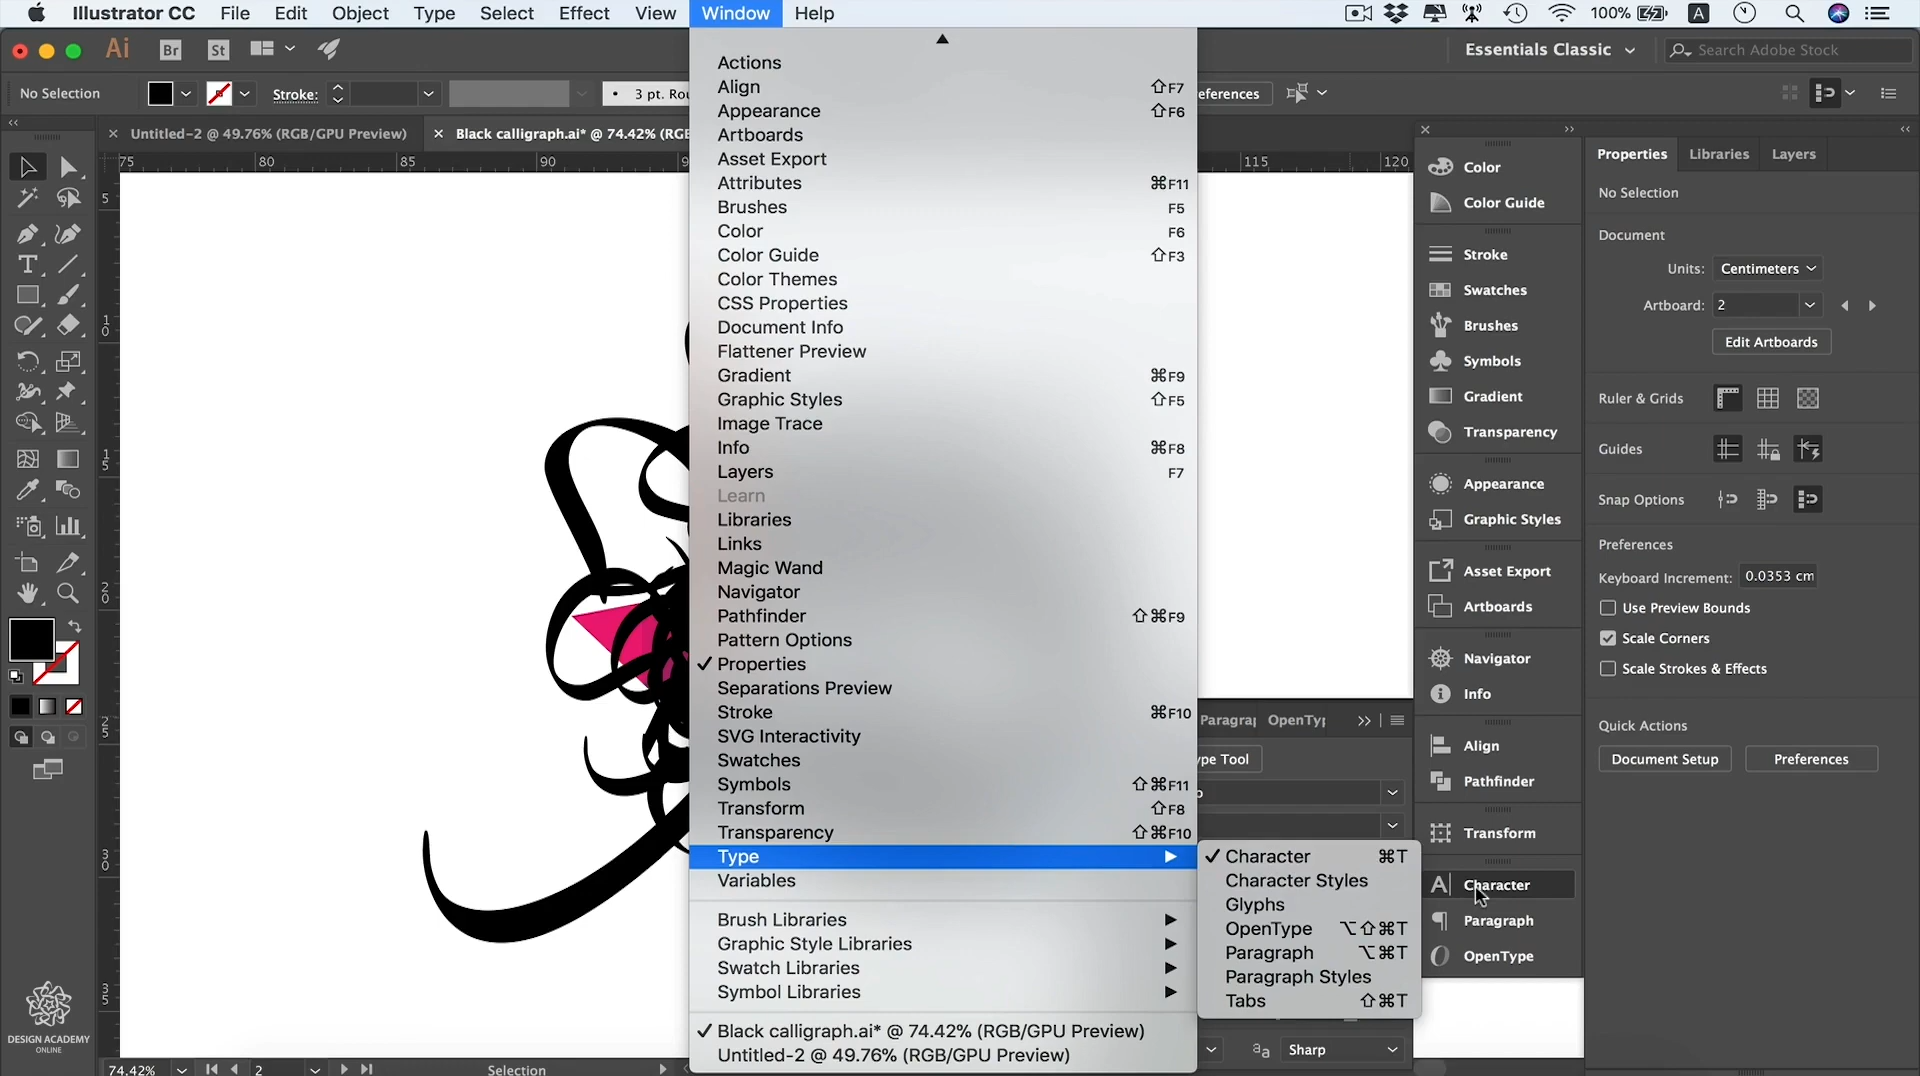 Illustrator CC File Edit Object Type Select Effect View Window Help 100% A
Ai Br St Essentials Classic Search Adobe Stock
No Selection Stroke: 3 pt. eferences
Untitled-2 @ 49.76% (RGB/GPU Preview) Black calligraph.ai* @ 74.42%
75 80 85 90 115 120
5
10
15
20
25
30
35
Actions
Align ⇧F7
Appearance ⇧F6
Artboards
Asset Export
Attributes ⌘F11
Brushes F5
Color F6
Color Guide ⇧F3
Color Themes
CSS Properties
Document Info
Flattener Preview
Gradient ⌘F9
Graphic Styles ⇧F5
Image Trace
Info ⌘F8
Layers F7
Learn
Libraries
Links
Magic Wand
Navigator
Pathfinder ⇧⌘F9
Pattern Options
✓ Properties
Separations Preview
Stroke ⌘F10
SVG Interactivity
Swatches
Symbols ⇧⌘F11
Transform ⇧F8
Transparency ⇧⌘F10
Type
Variables
Brush Libraries
Graphic Style Libraries
Swatch Libraries
Symbol Libraries
✓ Black calligraph.ai* @ 74.42% (RGB/GPU Preview)
Untitled-2 @ 49.76% (RGB/GPU Preview)
✓ Character ⌘T
Character Styles
Glyphs
OpenType ⌥⇧⌘T
Paragraph ⌥⌘T
Paragraph Styles
Tabs ⇧⌘T
Paragra OpenTy
ype Tool
Sharp
Color
Color Guide
Stroke
Swatches
Brushes
Symbols
Gradient
Transparency
Appearance
Graphic Styles
Asset Export
Artboards
Navigator
Info
Align
Pathfinder
Transform
Character
Paragraph
OpenType
Properties Libraries Layers
No Selection
Document
Units: Centimeters
Artboard: 2
Edit Artboards
Ruler & Grids
Guides
Snap Options
Preferences
Keyboard Increment: 0.0353 cm
Use Preview Bounds
Scale Corners
Scale Strokes & Effects
Quick Actions
Document Setup Preferences
DESIGN ACADEMY
ONLINE
74.42% 2 Selection